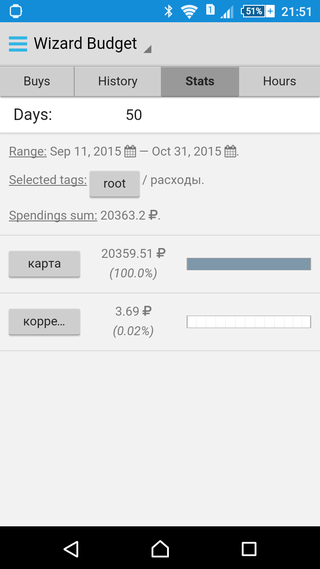 51% 21:51
Wizard Budget
Buys History Stats Hours
Days: 50
Range: Sep 11, 2015 — Oct 31, 2015.
Selected tags: root / расходы.
Spendings sum: 20363.2 ₽.
карта 20359.51 ₽
(100.0%)
корре... 3.69 ₽
(0.02%)